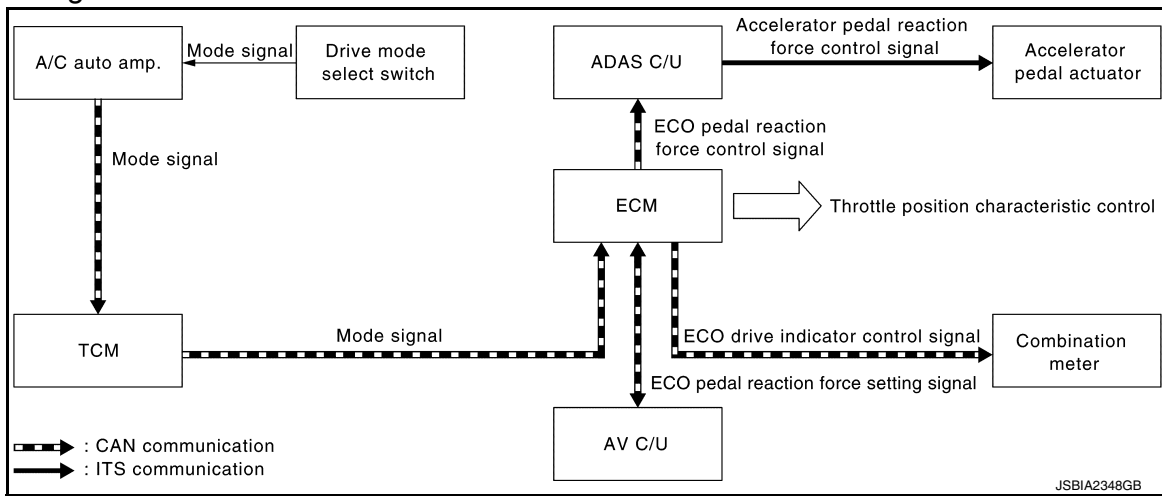 A/C auto amp.
Mode signal
Drive mode
select switch
ADAS C/U
Accelerator pedal reaction
force control signal
Accelerator
pedal actuator
Mode signal
ECO pedal reaction
force control signal
ECM
Throttle position characteristic control
TCM
Mode signal
ECO drive indicator control signal
Combination
meter
ECO pedal reaction force setting signal
AV C/U
: CAN communication
: ITS communication
JSBIA2348GB